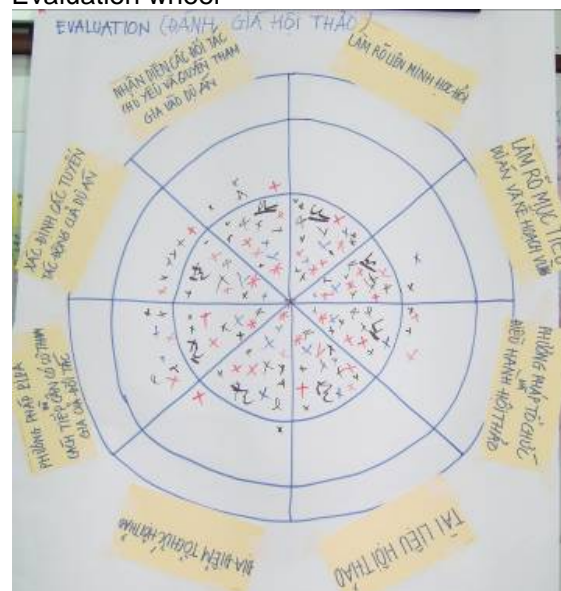 Evaluation wheel
EVALUATION (ĐÁNH GIÁ HỘI THẢO)
NHẬN DIỆN CÁC ĐỐI TÁC
CHỦ YẾU VÀ QUYỀN THAM
GIA VÀO DỰ ÁN
LÀM RÕ LIÊN MINH HỌC HỎI
LÀM RÕ MỤC TIÊU
DỰ ÁN VÀ KẾ HOẠCH
PHƯƠNG PHÁP TỔ CHỨC
ĐIỀU HÀNH HỘI THẢO
TÀI LIỆU HỘI THẢO
ĐỊA ĐIỂM TỔ CHỨC HỘI THẢO
PHƯƠNG PHÁP PIPA
CÁCH TIẾP CẬN CÓ THAM
GIA CỦA ĐỐI TÁC
XÁC ĐỊNH CÁC TUYẾN
TÁC ĐỘNG CỦA DỰ ÁN